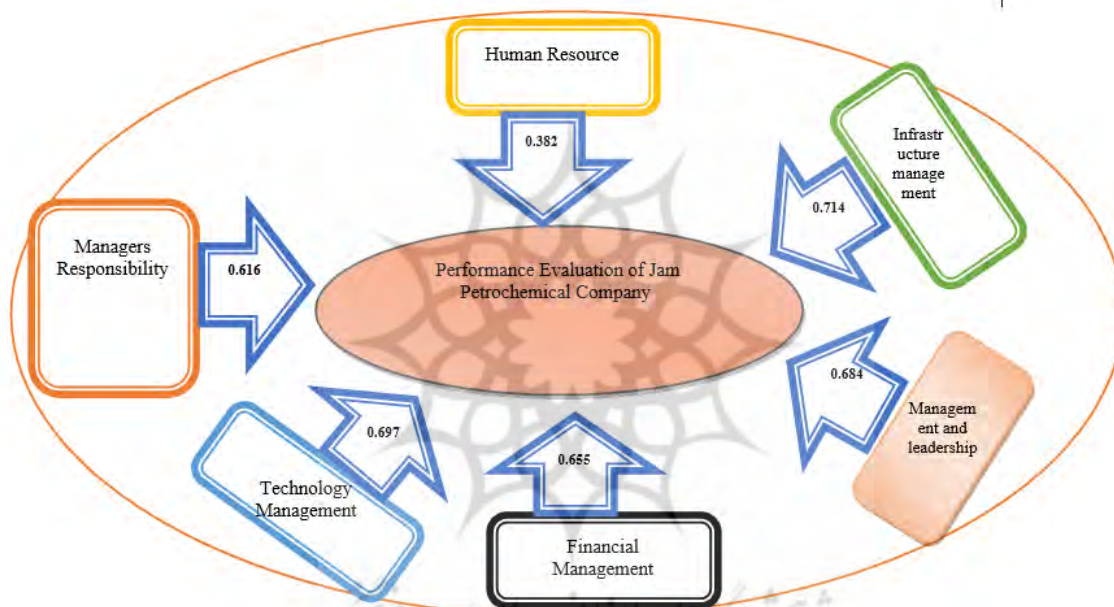 Human Resource
0.382
Infrastr
ucture
manage
ment
0.714
Managers
Responsibility
0.616
Performance Evaluation of Jam
Petrochemical Company
0.684
Managem
ent and
leadership
0.697
Technology
Management
0.655
Financial
Management